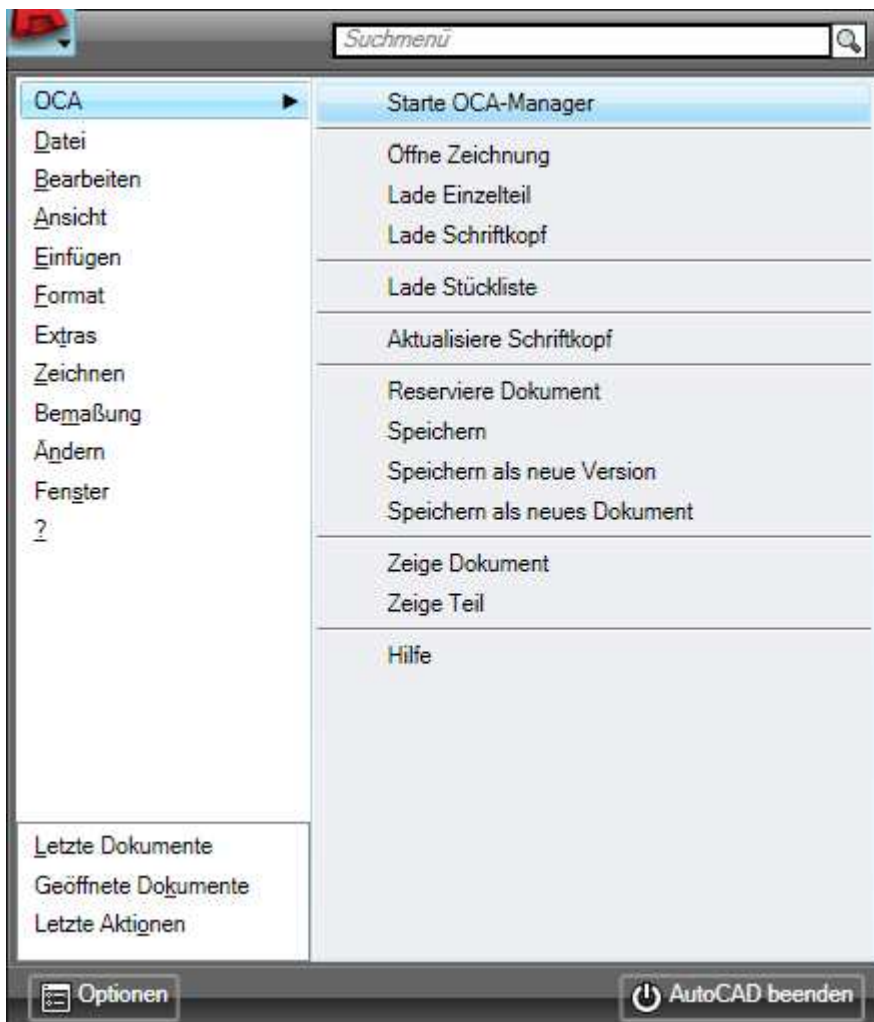 Suchmenü
OCA
Datei
Bearbeiten
Ansicht
Einfügen
Format
Extras
Zeichnen
Bemaßung
Ändern
Fenster
?
Starte OCA-Manager
Öffne Zeichnung
Lade Einzelteil
Lade Schriftkopf
Lade Stückliste
Aktualisiere Schriftkopf
Reserviere Dokument
Speichern
Speichern als neue Version
Speichern als neues Dokument
Zeige Dokument
Zeige Teil
Hilfe
Letzte Dokumente
Geöffnete Dokumente
Letzte Aktionen
Optionen
AutoCAD beenden